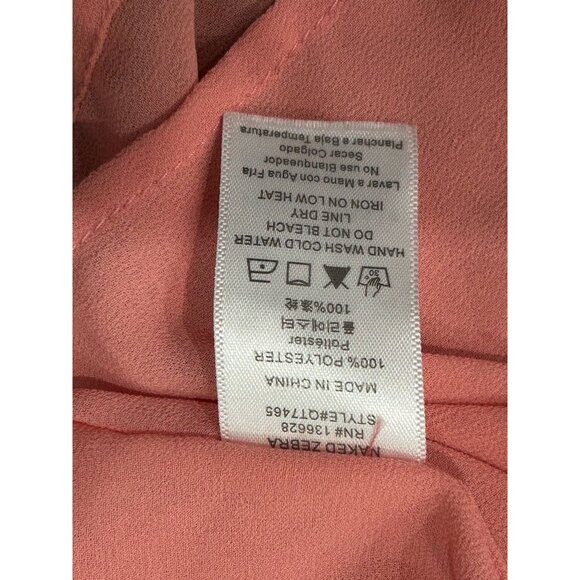 NAKED ZEBRA
RN# 136628
STYLE#QT7465
MADE IN CHINA
100% POLYESTER
Poliéster
폴리에스터
100%涤纶
30°
HAND WASH COLD WATER
DO NOT BLEACH
LINE DRY
IRON ON LOW HEAT
Lavar a Mano con Agua Fria
No use Blanqueador
Secar Colgado
Planchar a Baja Temperatura